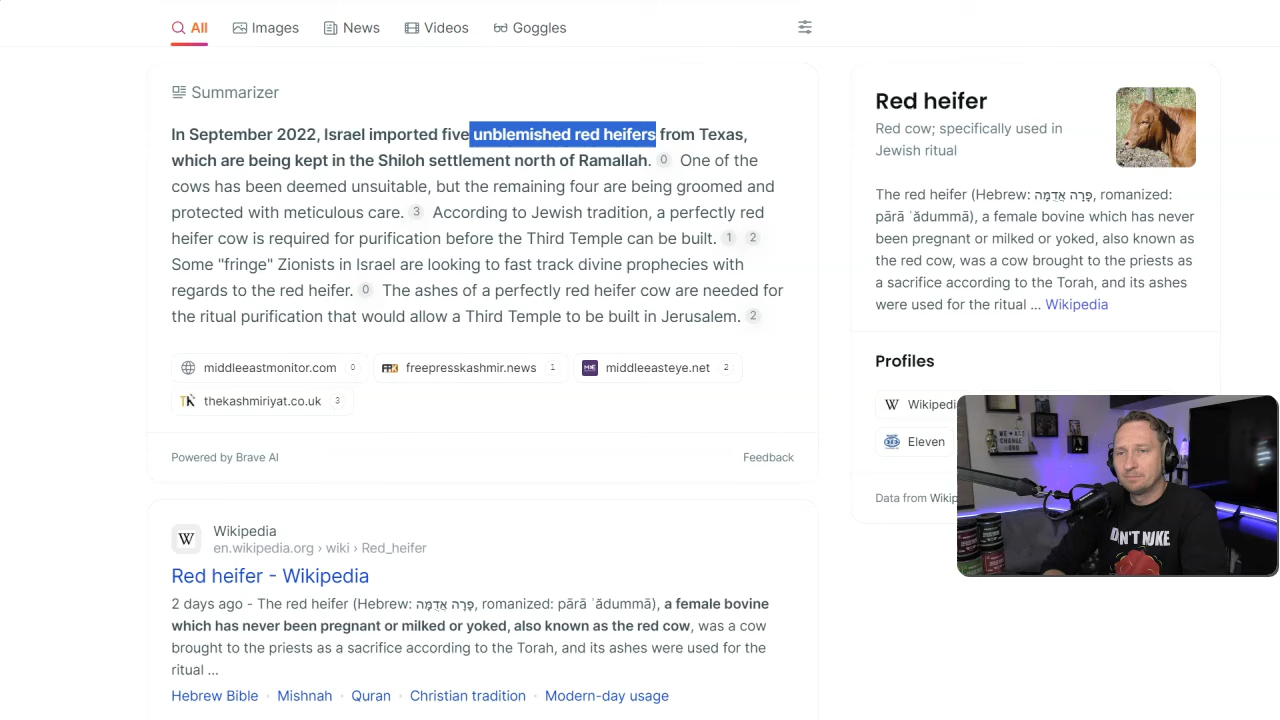 All
Images
News
Videos
Goggles
Summarizer
In September 2022, Israel imported five unblemished red heifers from Texas,
which are being kept in the Shiloh settlement north of Ramallah. 0 One of the
cows has been deemed unsuitable, but the remaining four are being groomed and
protected with meticulous care. 3 According to Jewish tradition, a perfectly red
heifer cow is required for purification before the Third Temple can be built. 1 2
Some "fringe" Zionists in Israel are looking to fast track divine prophecies with
regards to the red heifer. 0 The ashes of a perfectly red heifer cow are needed for
the ritual purification that would allow a Third Temple to be built in Jerusalem. 2
middleeastmonitor.com 0
freepresskashmir.news 1
middleeasteye.net 2
thekashmiriyat.co.uk 3
Powered by Brave AI
Feedback
Wikipedia
en.wikipedia.org › wiki › Red_heifer
Red heifer - Wikipedia
2 days ago - The red heifer (Hebrew: פָּרָה אֲדֻמָּה, romanized: pārā ʾădummā), a female bovine
which has never been pregnant or milked or yoked, also known as the red cow, was a cow
brought to the priests as a sacrifice according to the Torah, and its ashes were used for the
ritual ...
Hebrew Bible · Mishnah · Quran · Christian tradition · Modern-day usage
Red heifer
Red cow; specifically used in
Jewish ritual
The red heifer (Hebrew: פָּרָה אֲדֻמָּה, romanized:
pārā ʾădummā), a female bovine which has never
been pregnant or milked or yoked, also known as
the red cow, was a cow brought to the priests as
a sacrifice according to the Torah, and its ashes
were used for the ritual ... Wikipedia
Profiles
W Wikipedi
Eleven
Data from Wikip
WE ARE
CHANGE
DON'T NUKE